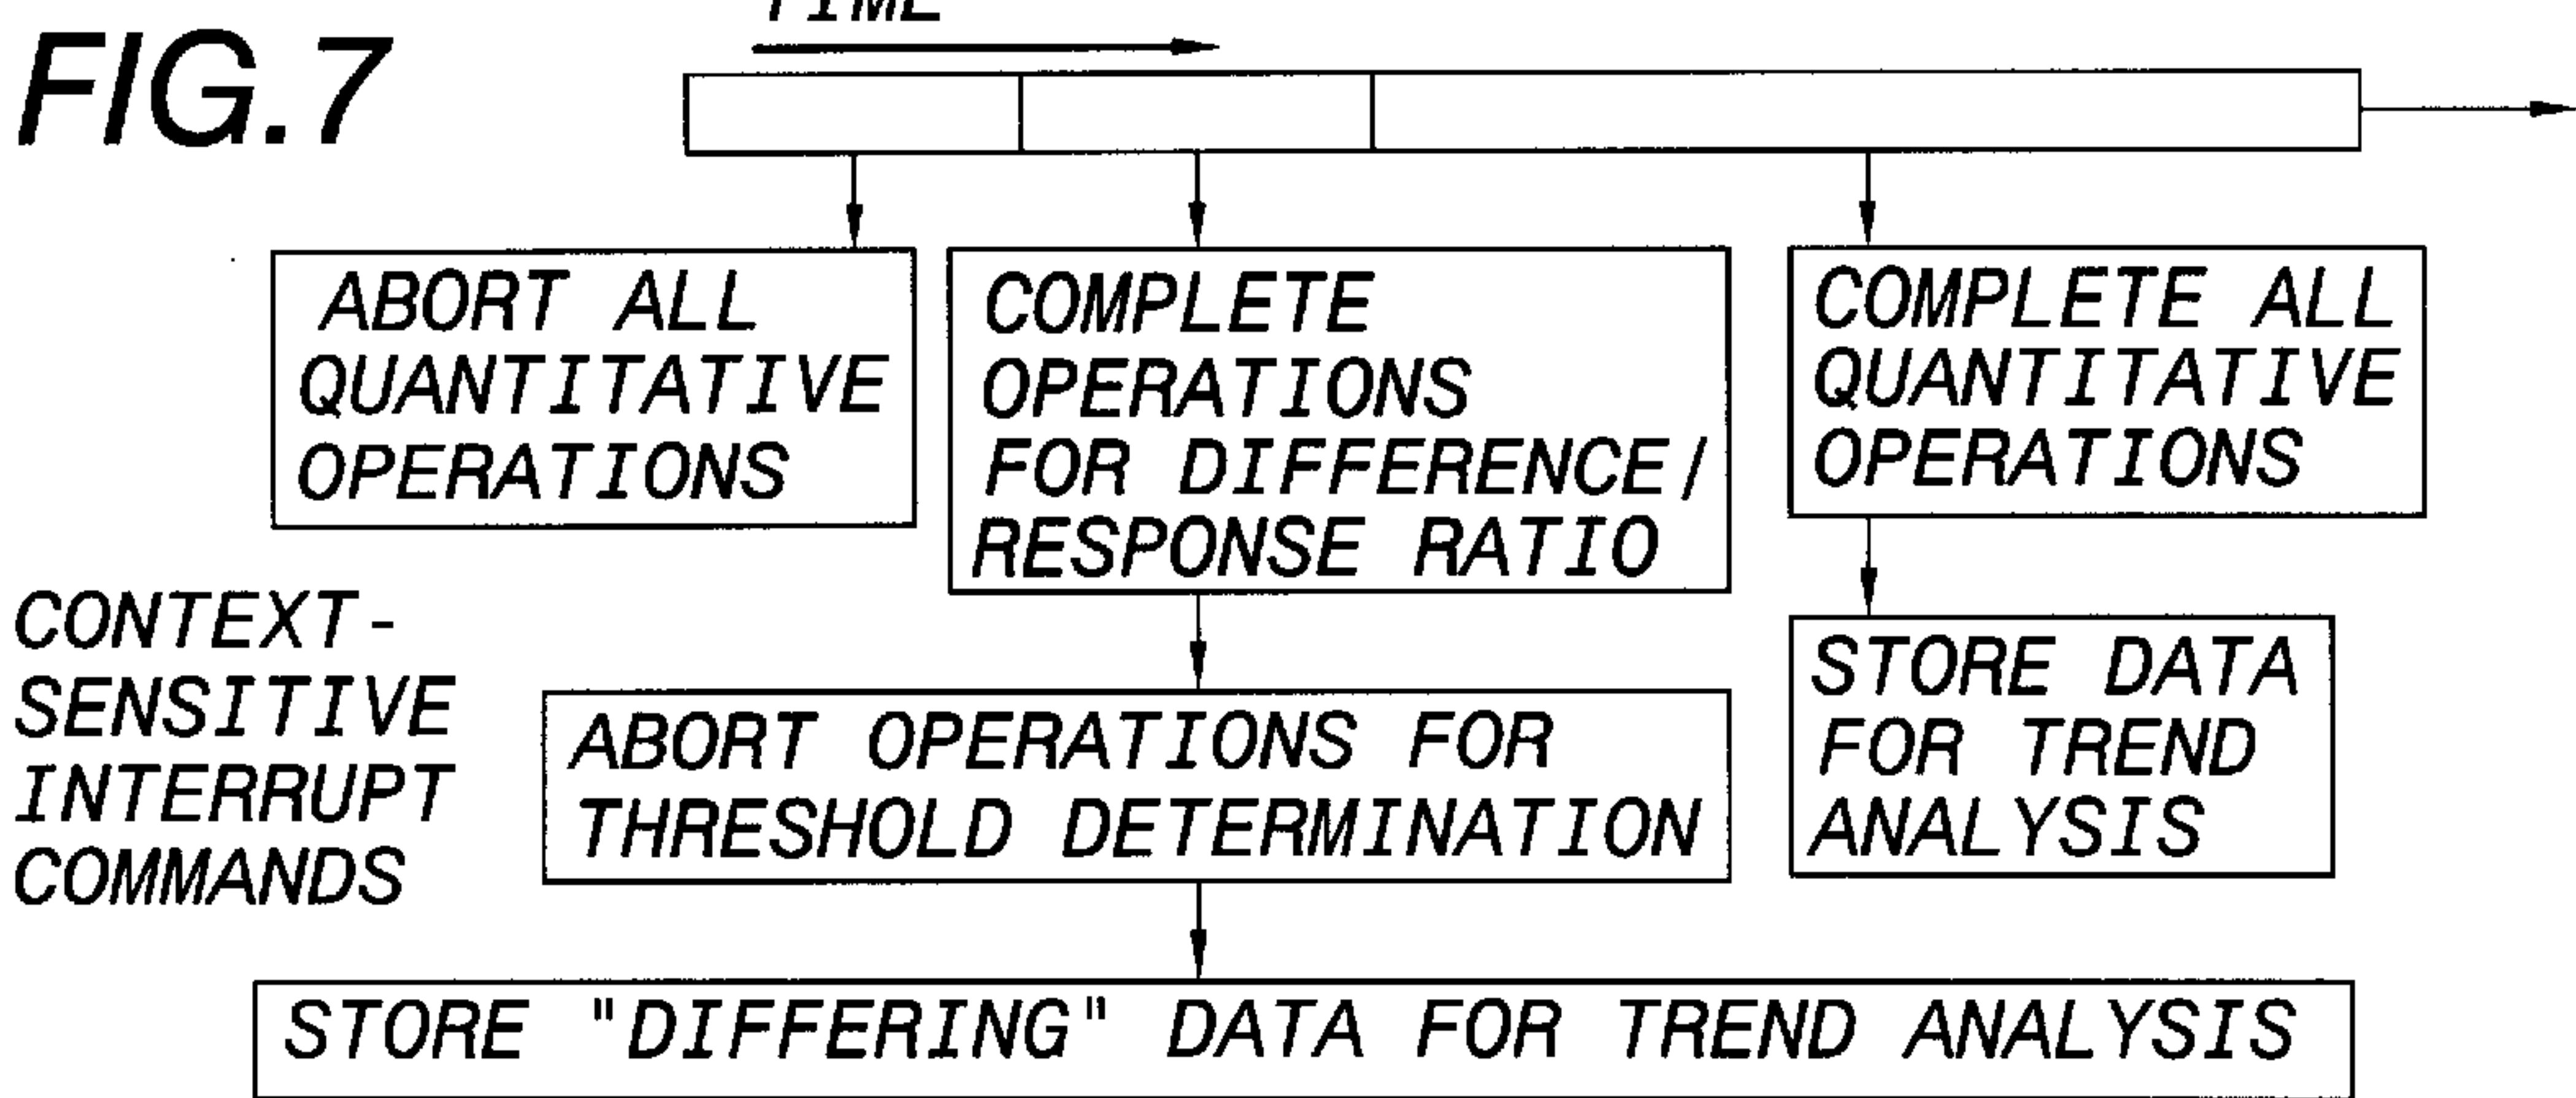 TIME
FIG.7
ABORT ALL
QUANTITATIVE
OPERATIONS
COMPLETE
OPERATIONS
FOR DIFFERENCE/
RESPONSE RATIO
COMPLETE ALL
QUANTITATIVE
OPERATIONS
CONTEXT-
SENSITIVE
INTERRUPT
COMMANDS
ABORT OPERATIONS FOR
THRESHOLD DETERMINATION
STORE DATA
FOR TREND
ANALYSIS
STORE "DIFFERING" DATA FOR TREND ANALYSIS